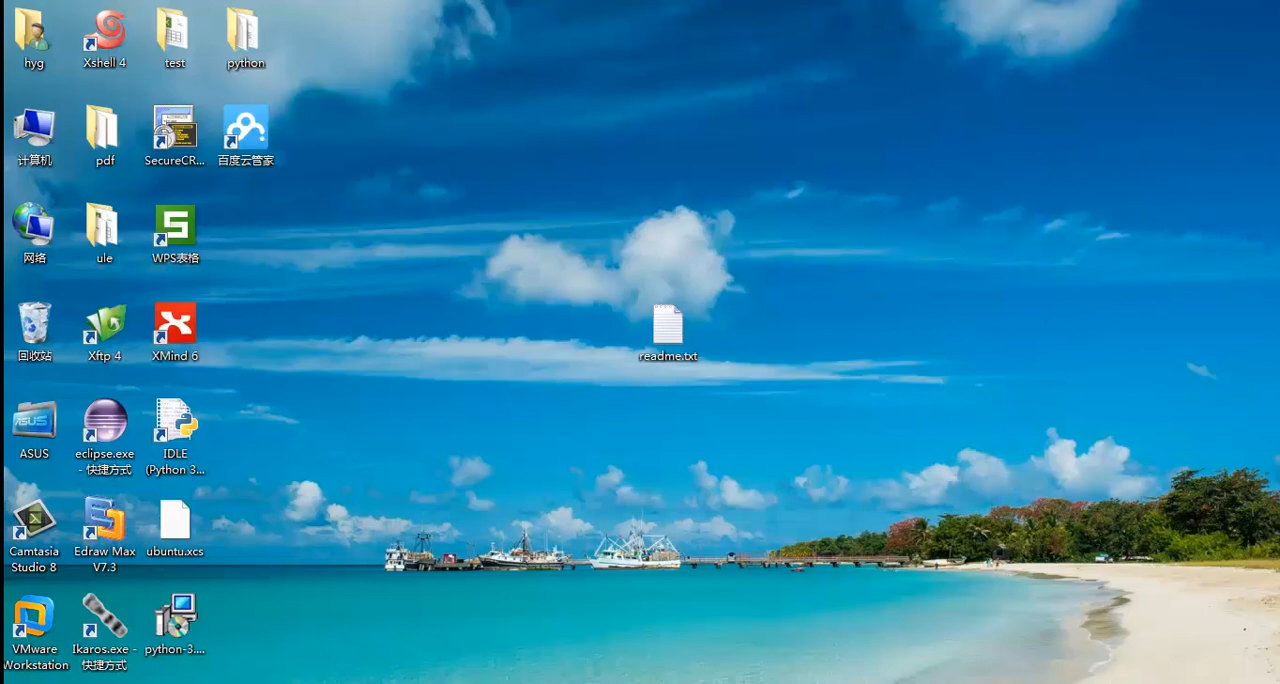 hyg
Xshell 4
test
python
计算机
pdf
SecureCR...
百度云管家
网络
ule
WPS表格
回收站
Xftp 4
XMind 6
readme.txt
ASUS
ASUS
eclipse.exe
- 快捷方式
IDLE
(Python 3...
Camtasia
Studio 8
Edraw Max
V7.3
ubuntu.xcs
VMware
Workstation
Ikaros.exe -
快捷方式
python-3....